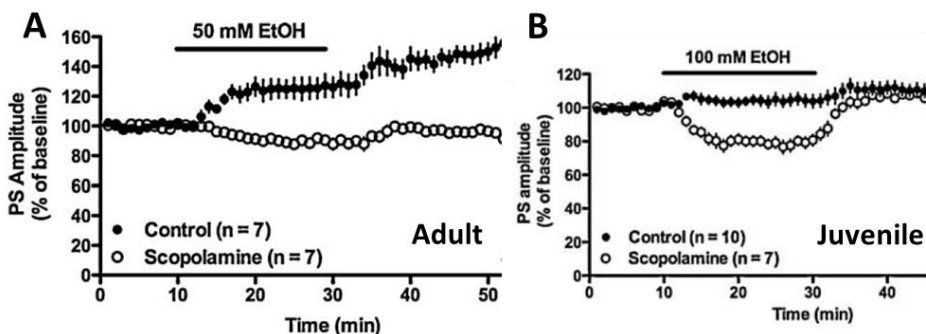 A
50 mM EtOH
160
140
120
100
80
60
40
20
0
PS Amplitude
(% of baseline)
Control (n = 7)
Scopolamine (n = 7)
Adult
0
10
20
30
40
50
Time (min)
B
100 mM EtOH
120
100
80
60
40
20
0
PS amplitude
(% of baseline)
Control (n = 10)
Scopolamine (n = 7)
Juvenile
0
10
20
30
40
Time (min)